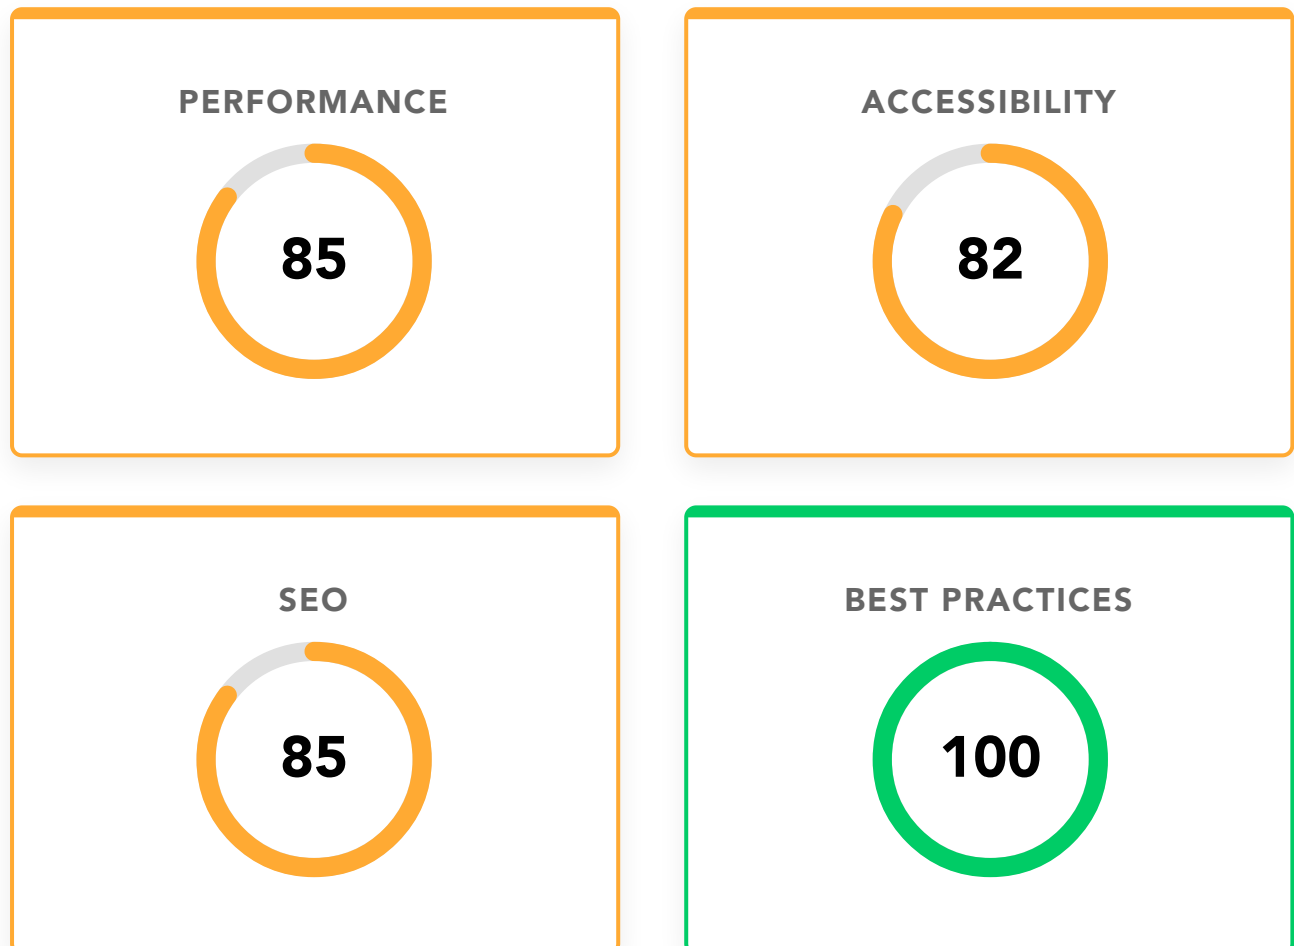 PERFORMANCE
85
ACCESSIBILITY
82
SEO
85
BEST PRACTICES
100